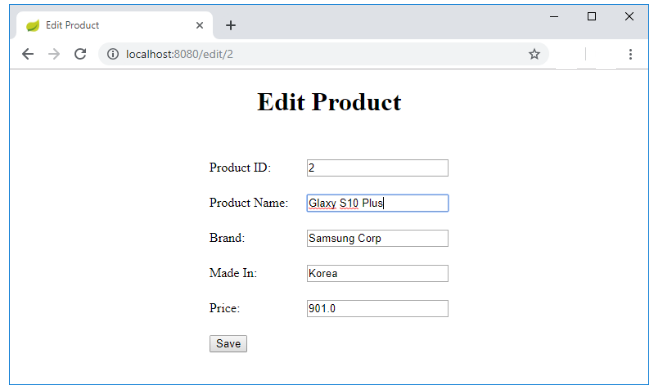 Edit Product
localhost:8080/edit/2
Edit Product
Product ID: 2
Product Name: Glaxy S10 Plus
Brand: Samsung Corp
Made In: Korea
Price: 901.0
Save